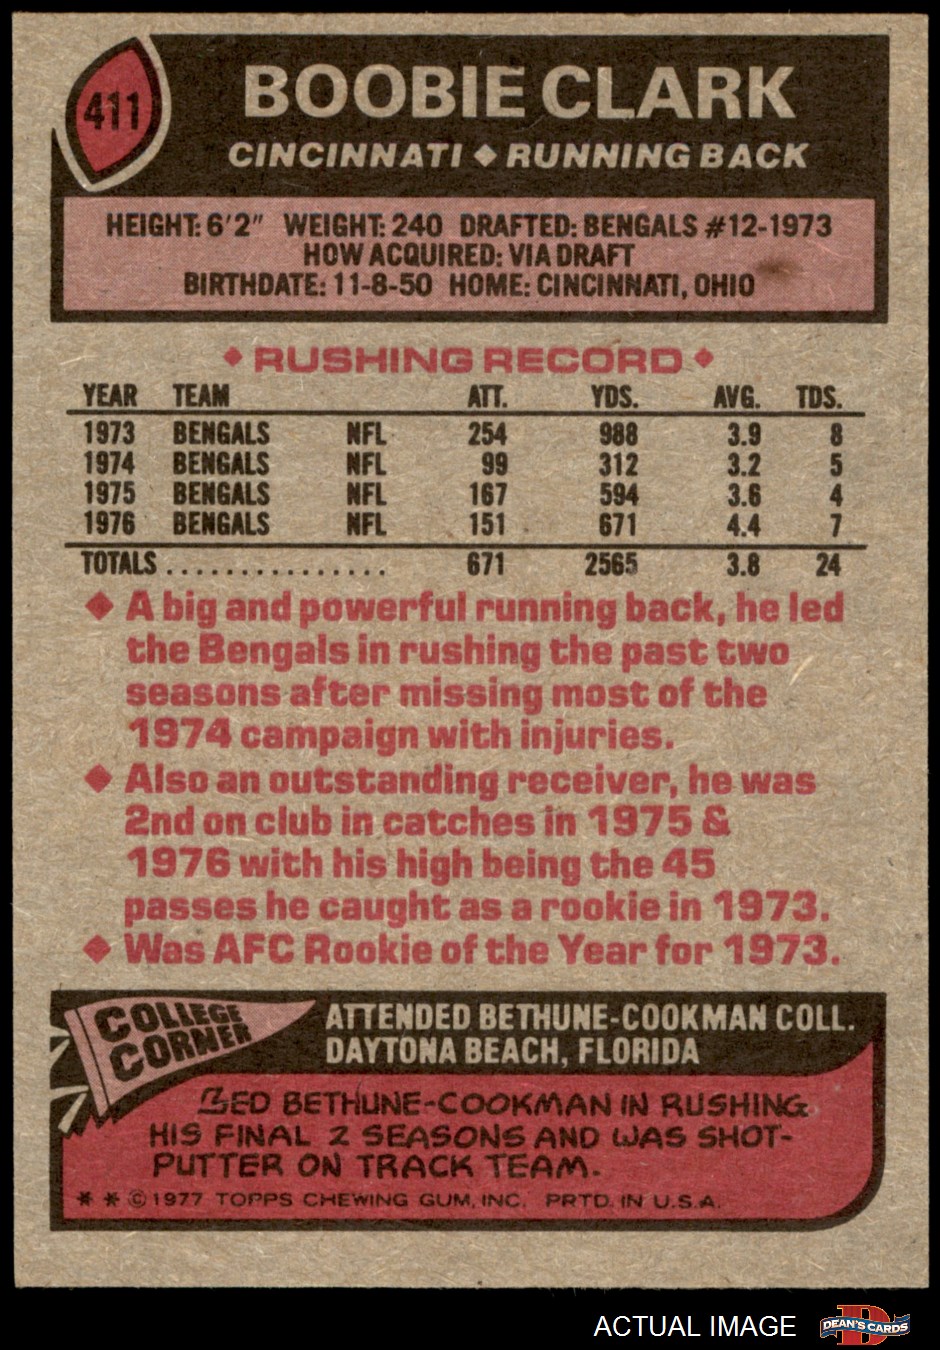 411
BOOBIE CLARK
CINCINNATI ◆ RUNNING BACK
HEIGHT: 6'2" WEIGHT: 240 DRAFTED: BENGALS #12-1973
HOW ACQUIRED: VIA DRAFT
BIRTHDATE: 11-8-50 HOME: CINCINNATI, OHIO
◆ RUSHING RECORD ◆
YEAR TEAM ATT. YDS. AVG. TDS.
1973 BENGALS NFL 254 988 3.9 8
1974 BENGALS NFL 99 312 3.2 5
1975 BENGALS NFL 167 594 3.6 4
1976 BENGALS NFL 151 671 4.4 7
TOTALS ............... 671 2565 3.8 24
◆ A big and powerful running back, he led
the Bengals in rushing the past two
seasons after missing most of the
1974 campaign with injuries.
◆ Also an outstanding receiver, he was
2nd on club in catches in 1975 &
1976 with his high being the 45
passes he caught as a rookie in 1973.
◆ Was AFC Rookie of the Year for 1973.
COLLEGE
CORNER
ATTENDED BETHUNE-COOKMAN COLL.
DAYTONA BEACH, FLORIDA
LED BETHUNE-COOKMAN IN RUSHING
HIS FINAL 2 SEASONS AND WAS SHOT-
PUTTER ON TRACK TEAM.
* * © 1977 TOPPS CHEWING GUM, INC. PRTD. IN U.S.A.
ACTUAL IMAGE
DEAN'S CARDS